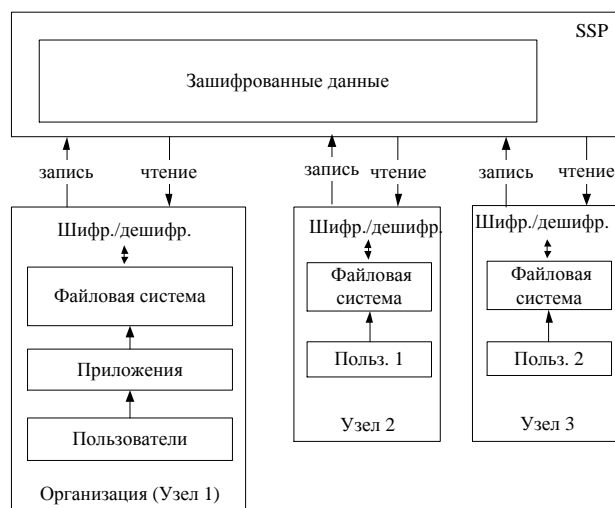 SSP
Зашифрованные данные
запись
чтение
запись
чтение
запись
чтение
Шифр./дешифр.
Файловая система
Приложения
Пользователи
Организация (Узел 1)
Шифр./дешифр.
Файловая
система
Польз. 1
Узел 2
Шифр./дешифр.
Файловая
система
Польз. 2
Узел 3